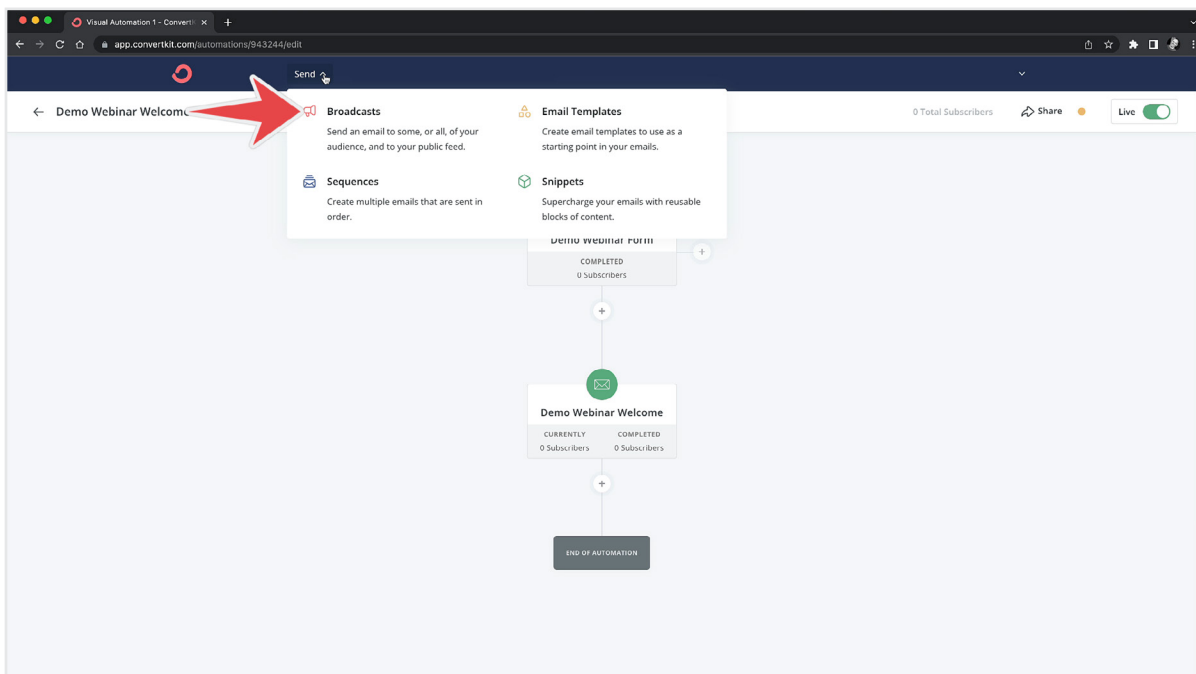 Visual Automation 1 - Convertk
app.convertkit.com/automations/943244/edit
Send
Demo Webinar Welcome
0 Total Subscribers
Share
Live
Broadcasts
Send an email to some, or all, of your
audience, and to your public feed.
Email Templates
Create email templates to use as a
starting point in your emails.
Sequences
Create multiple emails that are sent in
order.
Snippets
Supercharge your emails with reusable
blocks of content.
Demo Webinar Form
COMPLETED
0 Subscribers
Demo Webinar Welcome
CURRENTLY COMPLETED
0 Subscribers 0 Subscribers
END OF AUTOMATION